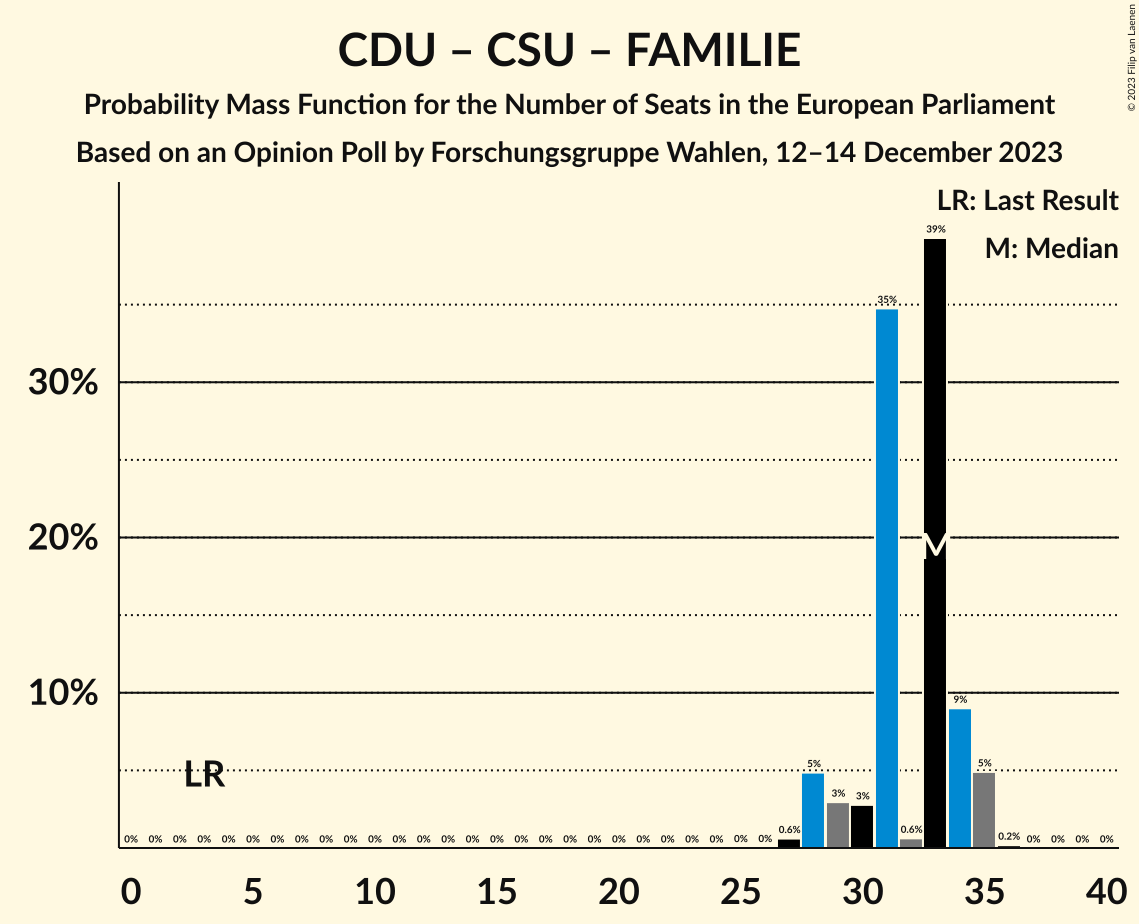 CDU – CSU – FAMILIE
Probability Mass Function for the Number of Seats in the European Parliament
Based on an Opinion Poll by Forschungsgruppe Wahlen, 12–14 December 2023
© 2023 Filip van Laenen
LR: Last Result
M: Median
39%
35%
30%
20%
M
10%
9%
LR
5% 5%
3% 3%
0% 0% 0% 0% 0% 0% 0% 0% 0% 0% 0% 0% 0% 0% 0% 0% 0% 0% 0% 0% 0% 0% 0% 0% 0% 0% 0% 0.6% 0.6% 0.2% 0% 0% 0% 0%
0 5 10 15 20 25 30 35 40